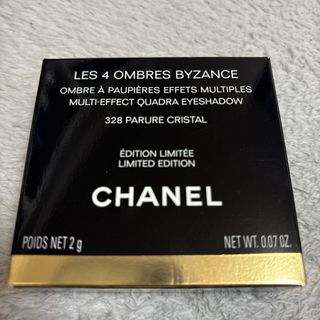 LES 4 OMBRES BYZANCE
OMBRE À PAUPIÈRES EFFETS MULTIPLES
MULTI-EFFECT QUADRA EYESHADOW
328 PARURE CRISTAL
ÉDITION LIMITÉE
LIMITED EDITION
CHANEL
POIDS NET 2 g NET WT. 0.07 OZ.